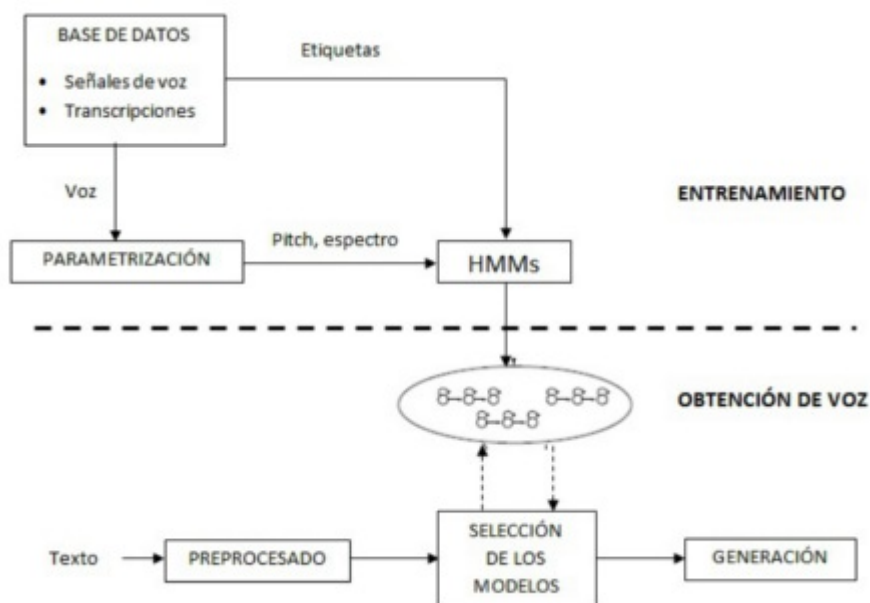 BASE DE DATOS
• Señales de voz
• Transcripciones
Etiquetas
Voz
ENTRENAMIENTO
Pitch, espectro
PARAMETRIZACIÓN
HMMs
OBTENCIÓN DE VOZ
Texto
PREPROCESADO
SELECCIÓN
DE LOS
MODELOS
GENERACIÓN